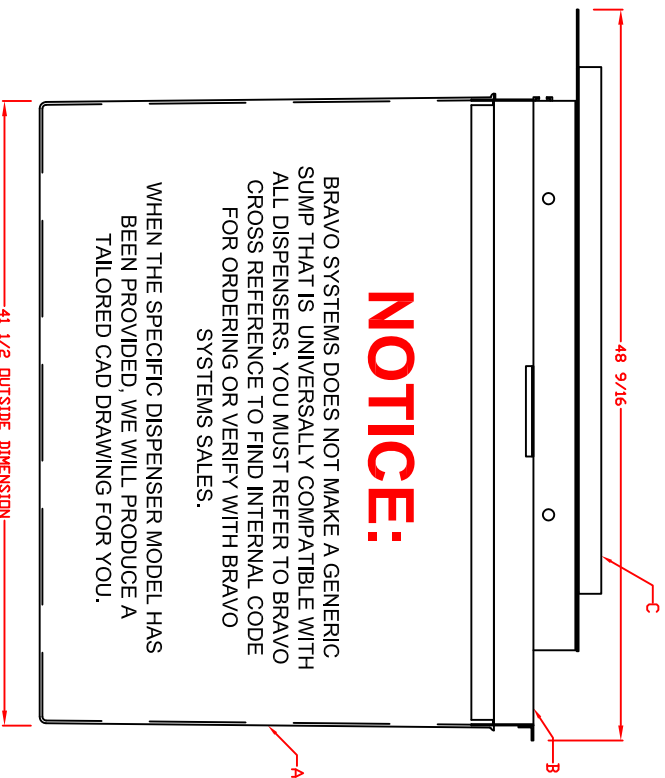 48 9/16
C
B
NOTICE:
BRAVO SYSTEMS DOES NOT MAKE A GENERIC
SUMP THAT IS UNIVERSALLY COMPATIBLE WITH
ALL DISPENSERS. YOU MUST REFER TO BRAVO
CROSS REFERENCE TO FIND INTERNAL CODE
FOR ORDERING OR VERIFY WITH BRAVO
SYSTEMS SALES.
WHEN THE SPECIFIC DISPENSER MODEL HAS
BEEN PROVIDED, WE WILL PRODUCE A
TAILORED CAD DRAWING FOR YOU.
A
41 1/2 OUTSIDE DIMENSION